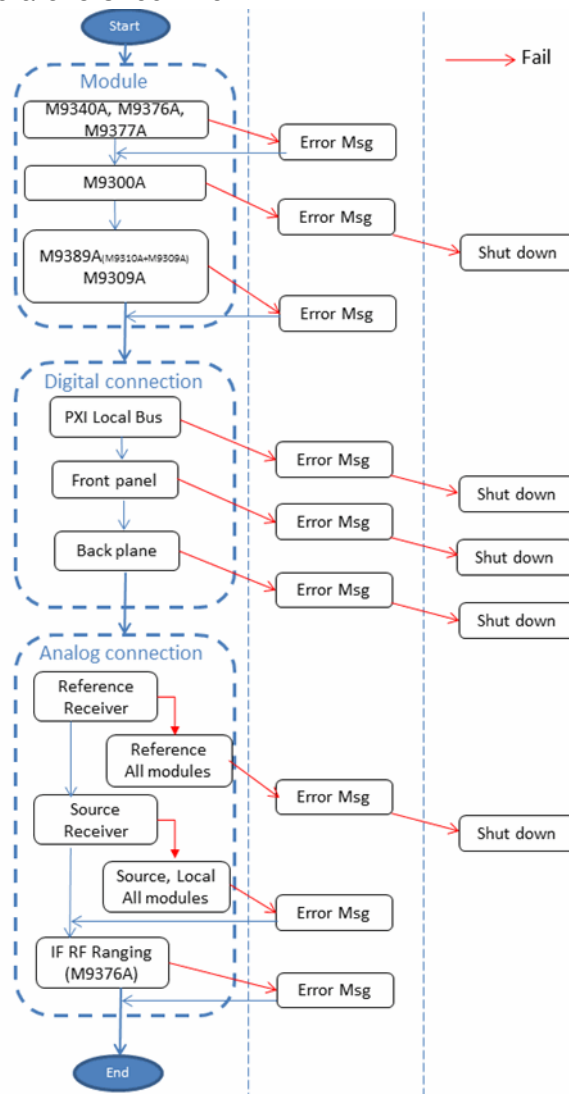 Start
Fail
Module
M9340A, M9376A,
M9377A
Error Msg
M9300A
Error Msg
Shut down
M9389A(M9310A+M9309A)
M9309A
Error Msg
Digital connection
PXI Local Bus
Error Msg
Shut down
Front panel
Error Msg
Shut down
Back plane
Error Msg
Shut down
Analog connection
Reference
Receiver
Reference
All modules
Error Msg
Shut down
Source
Receiver
Source, Local
All modules
Error Msg
IF RF Ranging
(M9376A)
Error Msg
End